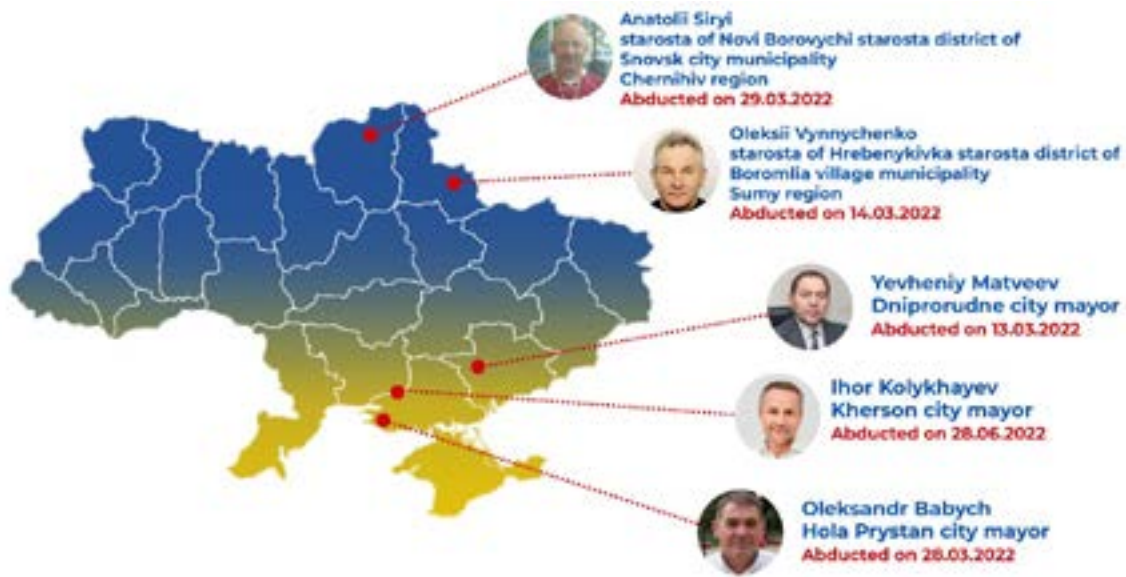 Anatolii Siryi
starosta of Novi Borovychi starosta district of
Snovsk city municipality
Chernihiv region
Abducted on 29.03.2022
Oleksii Vynnychenko
starosta of Hrebenykivka starosta district of
Boromlia village municipality
Sumy region
Abducted on 14.03.2022
Yevheniy Matveev
Dniprorudne city mayor
Abducted on 13.03.2022
Ihor Kolykhayev
Kherson city mayor
Abducted on 28.06.2022
Oleksandr Babych
Hola Prystan city mayor
Abducted on 28.03.2022